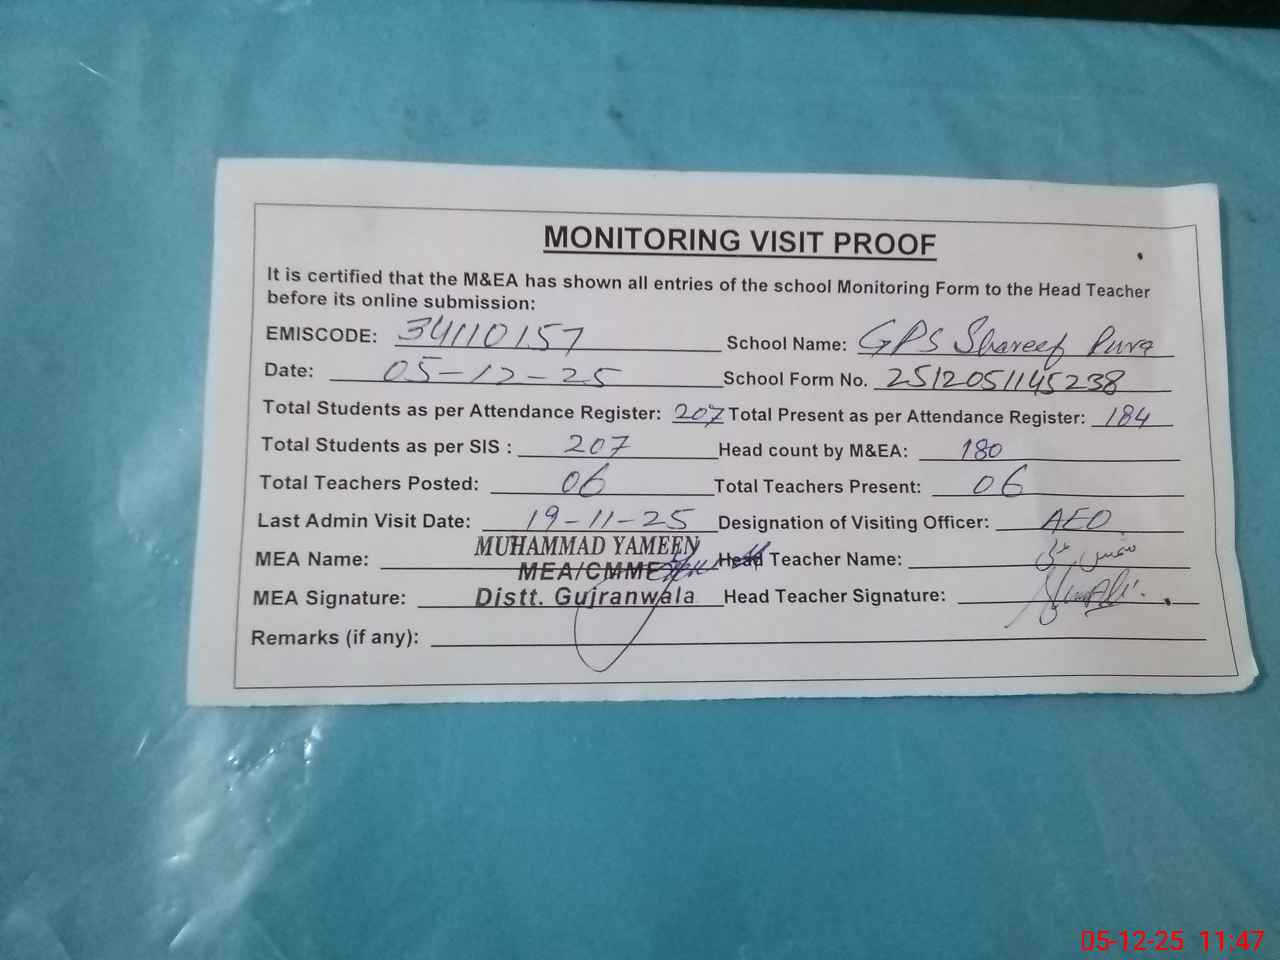 MONITORING VISIT PROOF
It is certified that the M&EA has shown all entries of the school Monitoring Form to the Head Teacher
before its online submission:
EMISCODE: 34110157 School Name: GPS Shareef Pura
Date: 05-12-25 School Form No. 2512051145238
Total Students as per Attendance Register: 207 Total Present as per Attendance Register: 184
Total Students as per SIS : 207 Head count by M&EA: 180
Total Teachers Posted: 06 Total Teachers Present: 06
Last Admin Visit Date: 19-11-25 Designation of Visiting Officer: AEO
MEA Name: MUHAMMAD YAMEEN Head Teacher Name:
MEA/CMME
MEA Signature: Distt. Gujranwala Head Teacher Signature:
Remarks (if any):
05-12-25 11:47